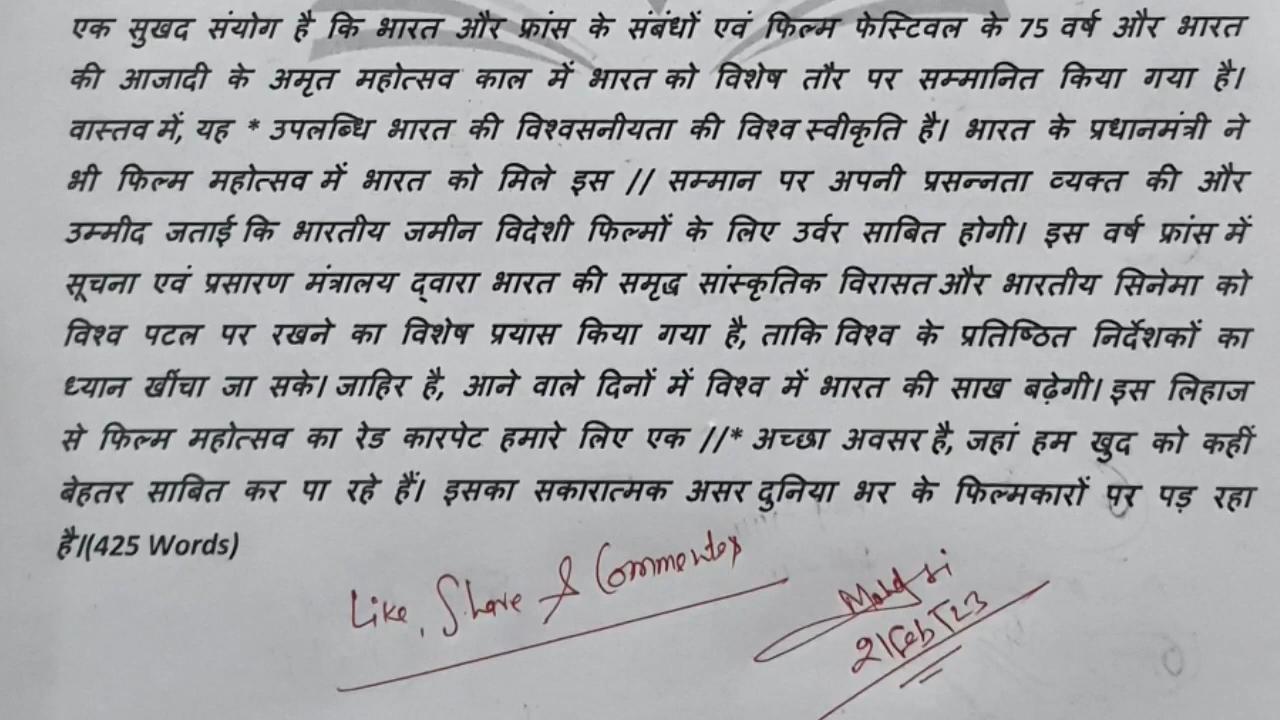 एक सुखद संयोग है कि भारत और फ्रांस के संबंधों एवं फिल्म फेस्टिवल के 75 वर्ष और भारत
की आजादी के अमृत महोत्सव काल में भारत को विशेष तौर पर सम्मानित किया गया है।
वास्तव में, यह * उपलब्धि भारत की विश्वसनीयता की विश्व स्वीकृति है। भारत के प्रधानमंत्री ने
भी फिल्म महोत्सव में भारत को मिले इस // सम्मान पर अपनी प्रसन्नता व्यक्त की और
उम्मीद जताई कि भारतीय जमीन विदेशी फिल्मों के लिए उर्वर साबित होगी। इस वर्ष फ्रांस में
सूचना एवं प्रसारण मंत्रालय द्वारा भारत की समृद्ध सांस्कृतिक विरासत और भारतीय सिनेमा को
विश्व पटल पर रखने का विशेष प्रयास किया गया है, ताकि विश्व के प्रतिष्ठित निर्देशकों का
ध्यान खींचा जा सके। जाहिर है, आने वाले दिनों में विश्व में भारत की साख बढ़ेगी। इस लिहाज
से फिल्म महोत्सव का रेड कारपेट हमारे लिए एक //* अच्छा अवसर है, जहां हम खुद को कहीं
बेहतर साबित कर पा रहे हैं। इसका सकारात्मक असर दुनिया भर के फिल्मकारों पर पड़ रहा
है।(425 Words)
Like, Share &